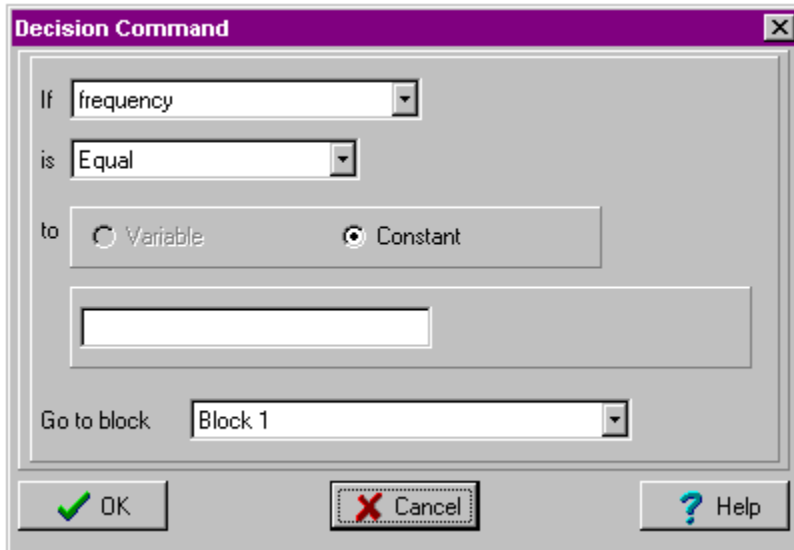 Decision Command
If frequency
is Equal
to Variable Constant
Go to block Block 1
OK Cancel Help